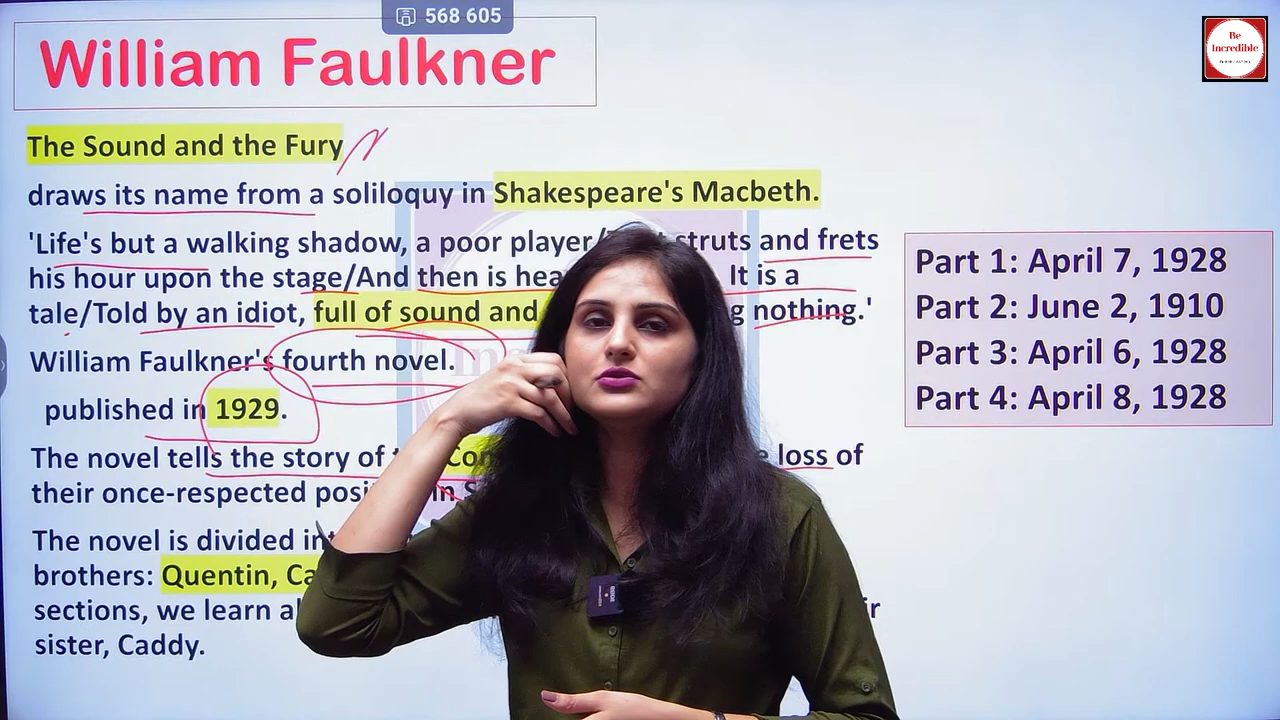 568 605
William Faulkner
Be
Incredible
The Sound and the Fury
draws its name from a soliloquy in Shakespeare's Macbeth.
'Life's but a walking shadow, a poor player/ struts and frets
his hour upon the stage/And then is It is a
tale/Told by an idiot, full of sound and nothing.'
William Faulkner's fourth novel.
published in 1929.
The novel tells the story of loss of
their once-respected in
The novel is divided
brothers: Quentin,
sections, we learn
sister, Caddy.
Part 1: April 7, 1928
Part 2: June 2, 1910
Part 3: April 6, 1928
Part 4: April 8, 1928